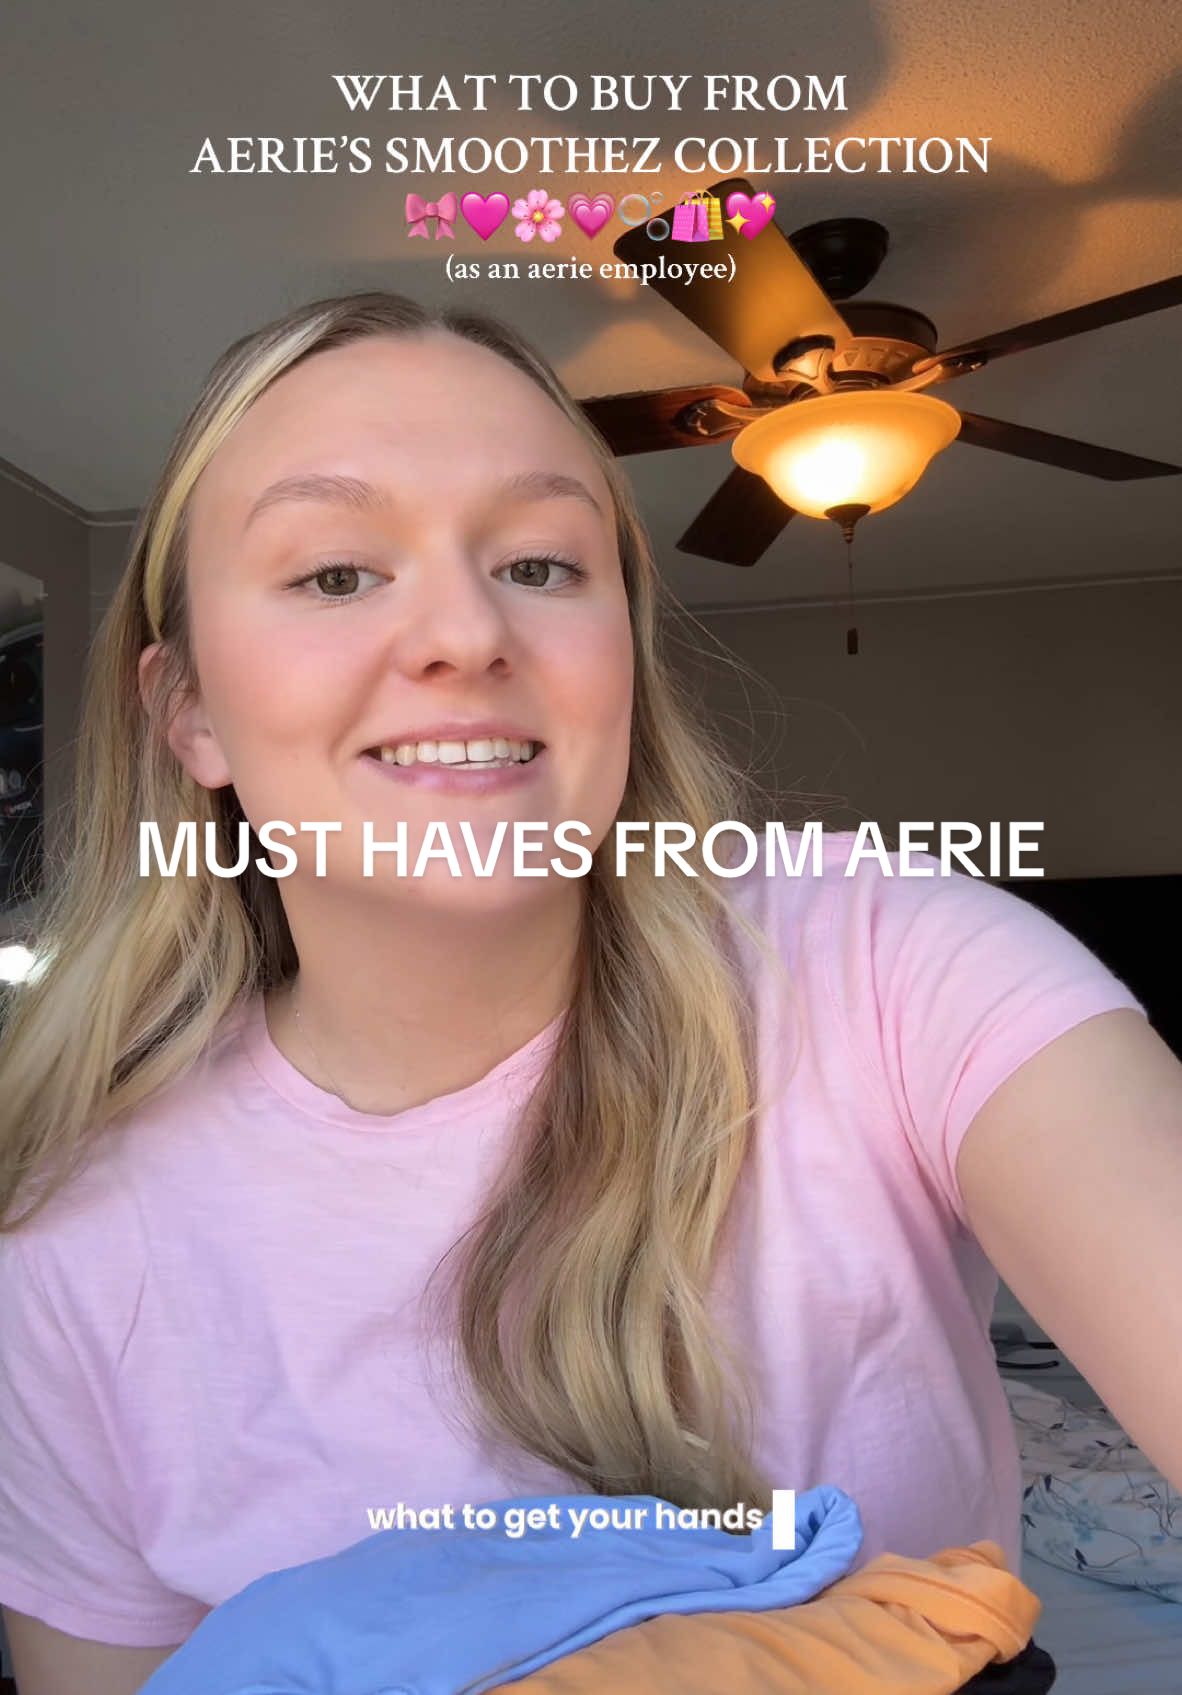 WHAT TO BUY FROM
AERIE’S SMOOTHEZ COLLECTION
🎀🩷🌸💗🫧🛍️💖
(as an aerie employee)
MUST HAVES FROM AERIE
what to get your hands